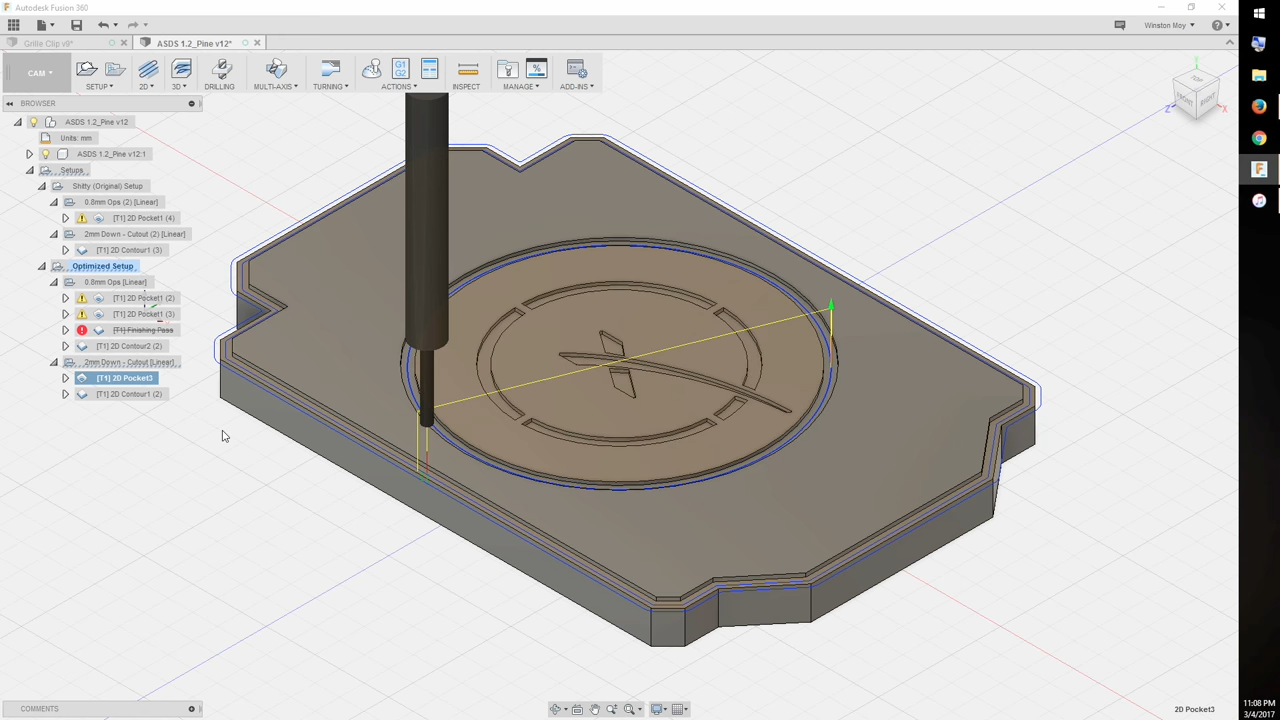 Autodesk Fusion 360
Winston Moy
Grille Clip v9*
ASDS 1.2_Pine v12*
CAM
SETUP
2D
3D
DRILLING
MULTI-AXIS
TURNING
ACTIONS
INSPECT
MANAGE
ADD-INS
G1
G2
BROWSER
ASDS 1.2_Pine v12
Units: mm
ASDS 1.2_Pine v12:1
Setups
Shitty (Original) Setup
0.8mm Ops (2) [Linear]
[T1] 2D Pocket1 (4)
2mm Down - Cutout (2) [Linear]
[T1] 2D Contour1 (3)
Optimized Setup
0.8mm Ops [Linear]
[T1] 2D Pocket1 (2)
[T1] 2D Pocket1 (3)
[T1] Finishing Pass
[T1] 2D Contour2 (2)
2mm Down - Cutout [Linear]
[T1] 2D Pocket3
[T1] 2D Contour1 (2)
TOP
FRONT
RIGHT
Y
Z
X
COMMENTS
2D Pocket3
11:08 PM
3/4/2017